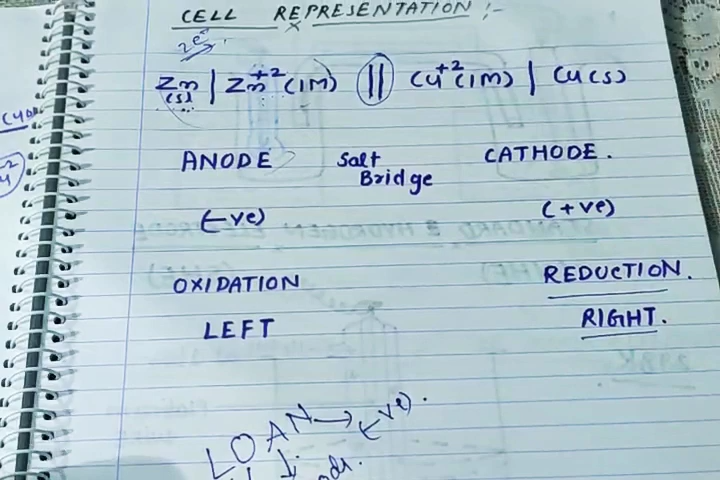 CELL REPRESENTATION :-
2e⁻
Zn(s) | Zn⁺²(1M) || Cu⁺²(1M) | Cu(s)
ANODE Salt Bridge CATHODE.
(-ve) (+ve)
OXIDATION REDUCTION.
LEFT RIGHT.
LOAN → (-ve).